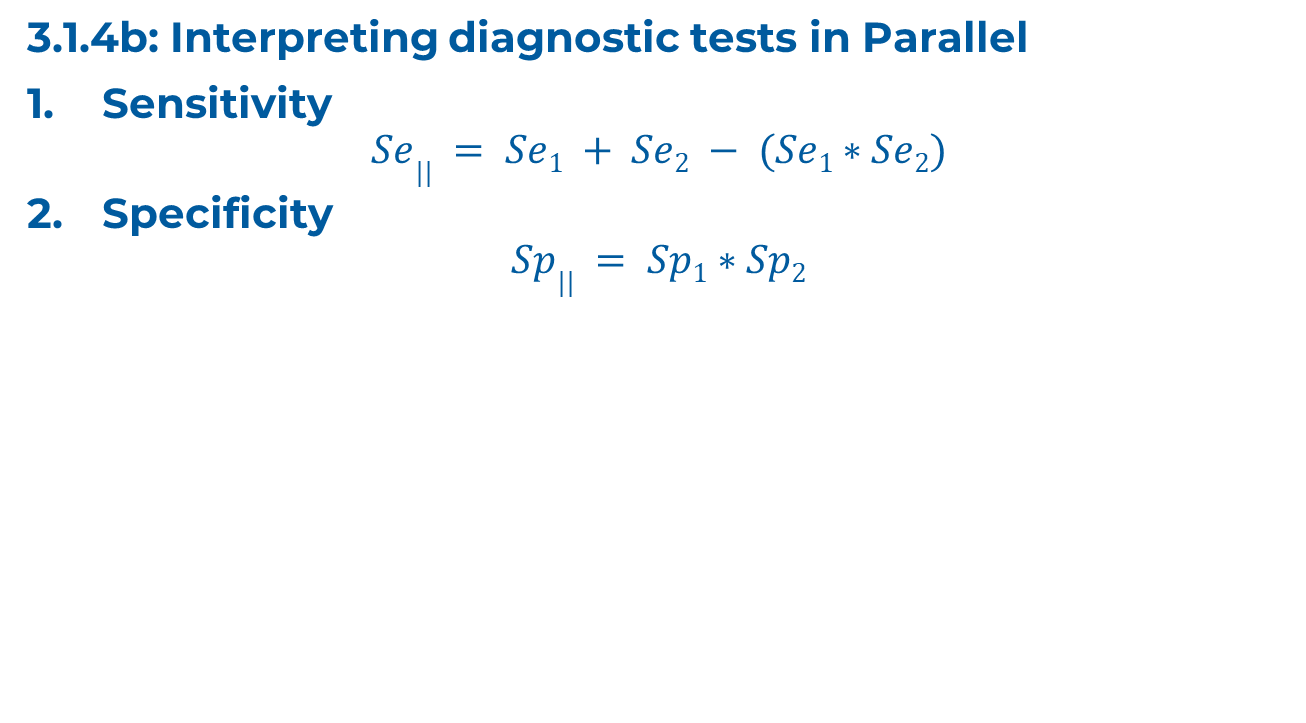 3.1.4b: Interpreting diagnostic tests in Parallel
1. Sensitivity
Se|| = Se₁ + Se₂ − (Se₁ ∗ Se₂)
2. Specificity
Sp|| = Sp₁ ∗ Sp₂